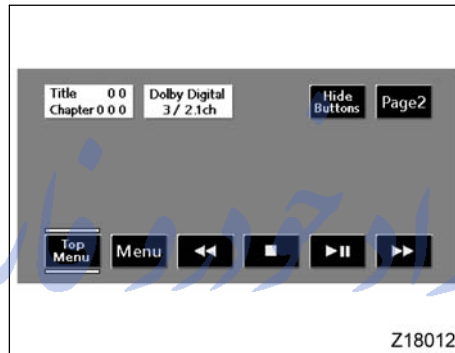 Title 0 0
Chapter 0 0 0
Dolby Digital
3 / 2.1ch
Hide
Buttons
Page2
Top
Menu
Menu
Z18012